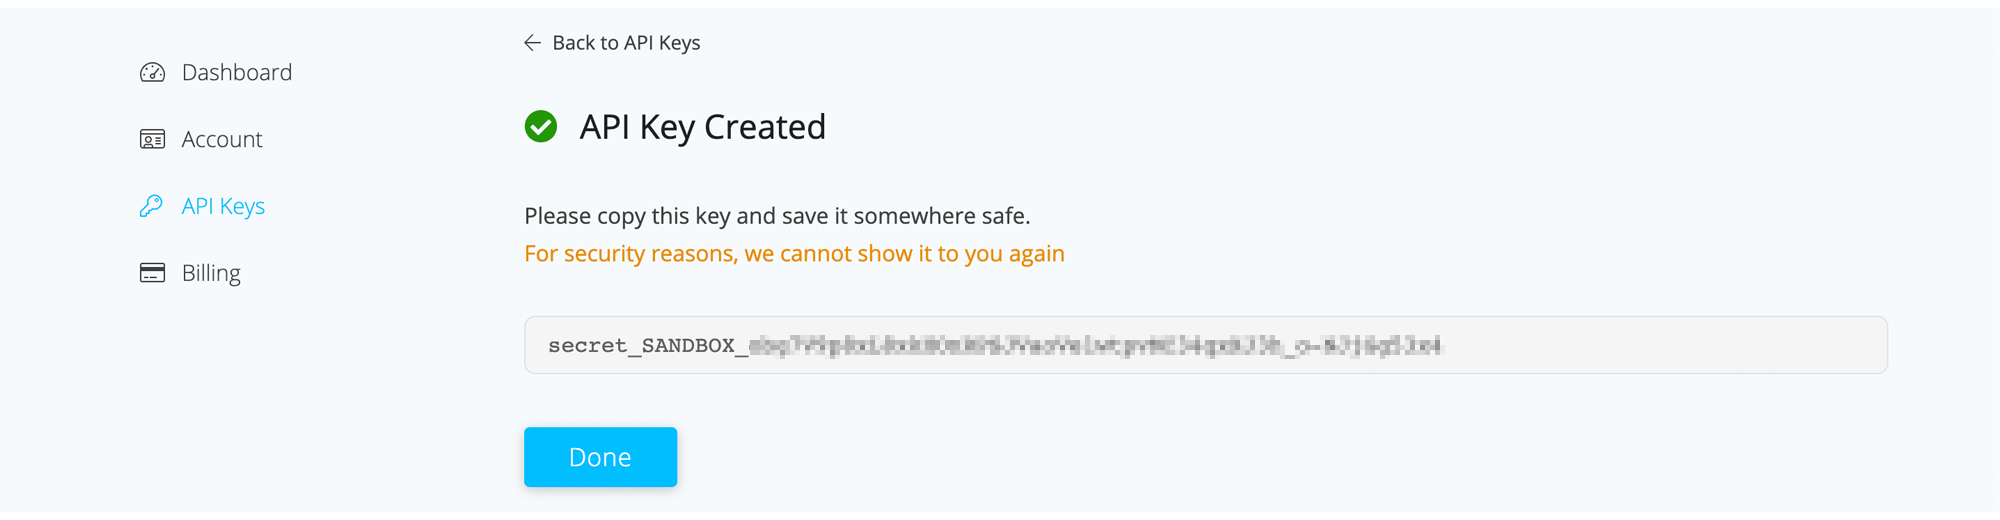 Dashboard
Account
API Keys
Billing
Back to API Keys
API Key Created
Please copy this key and save it somewhere safe.
For security reasons, we cannot show it to you again
secret_SANDBOX_
Done